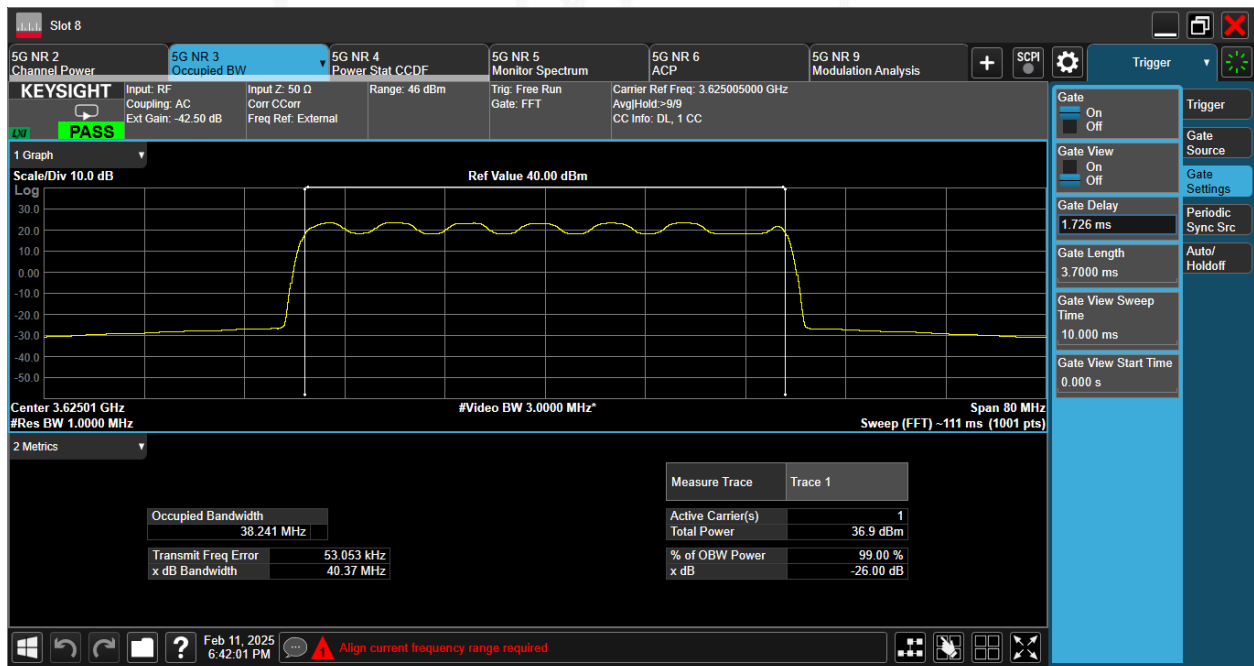 Slot 8
5G NR 2
Channel Power
5G NR 3
Occupied BW
5G NR 4
Power Stat CCDF
5G NR 5
Monitor Spectrum
5G NR 6
ACP
5G NR 9
Modulation Analysis
SCPI
Trigger
KEYSIGHT
LXI
PASS
Input: RF
Coupling: AC
Ext Gain: -42.50 dB
Input Z: 50 Ω
Corr CCorr
Freq Ref: External
Range: 46 dBm
Trig: Free Run
Gate: FFT
Carrier Ref Freq: 3.625005000 GHz
Avg|Hold:>9/9
CC Info: DL, 1 CC
1 Graph
Scale/Div 10.0 dB
Ref Value 40.00 dBm
Log
30.0
20.0
10.0
0.00
-10.0
-20.0
-30.0
-40.0
-50.0
Center 3.62501 GHz
#Video BW 3.0000 MHz*
Span 80 MHz
#Res BW 1.0000 MHz
Sweep (FFT) ~111 ms (1001 pts)
2 Metrics
Measure Trace Trace 1
Occupied Bandwidth
38.241 MHz
Active Carrier(s) 1
Total Power 36.9 dBm
Transmit Freq Error 53.053 kHz
x dB Bandwidth 40.37 MHz
% of OBW Power 99.00 %
x dB -26.00 dB
Gate
On
Off
Gate View
On
Off
Gate Delay
1.726 ms
Gate Length
3.7000 ms
Gate View Sweep
Time
10.000 ms
Gate View Start Time
0.000 s
Trigger
Gate
Source
Gate
Settings
Periodic
Sync Src
Auto/
Holdoff
?
Feb 11, 2025
6:42:01 PM
1
Align current frequency range required